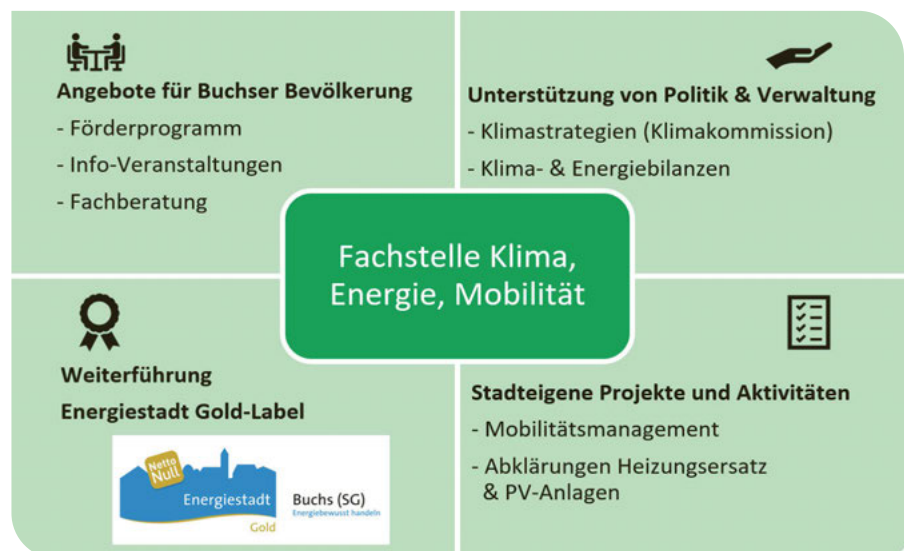 Angebote für Buchser Bevölkerung
- Förderprogramm
- Info-Veranstaltungen
- Fachberatung
Unterstützung von Politik & Verwaltung
- Klimastrategien (Klimakommission)
- Klima- & Energiebilanzen
Fachstelle Klima,
Energie, Mobilität
Weiterführung
Energiestadt Gold-Label
Netto
Null
Energiestadt
Gold
Buchs (SG)
Energiebewusst handeln
Stadteigene Projekte und Aktivitäten
- Mobilitätsmanagement
- Abklärungen Heizungsersatz
& PV-Anlagen